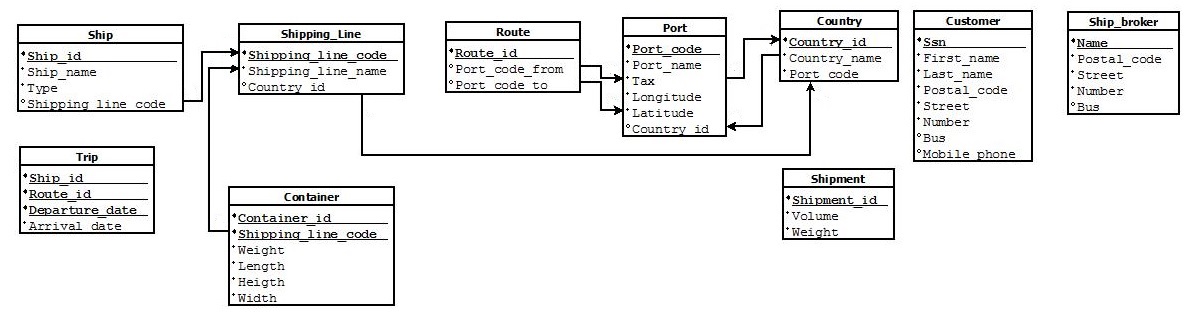 Ship
Ship_id
Ship_name
Type
Shipping_line_code
Shipping_Line
Shipping_line_code
Shipping_line_name
Country_id
Route
Route_id
Port_code_from
Port_code_to
Port
Port_code
Port_name
Tax
Longitude
Latitude
Country_id
Country
Country_id
Country_name
Port_code
Customer
Ssn
First_name
Last_name
Postal_code
Street
Number
Bus
Mobile_phone
Ship_broker
Name
Postal_code
Street
Number
Bus
Trip
Ship_id
Route_id
Departure_date
Arrival_date
Container
Container_id
Shipping_line_code
Weight
Length
Heigth
Width
Shipment
Shipment_id
Volume
Weight